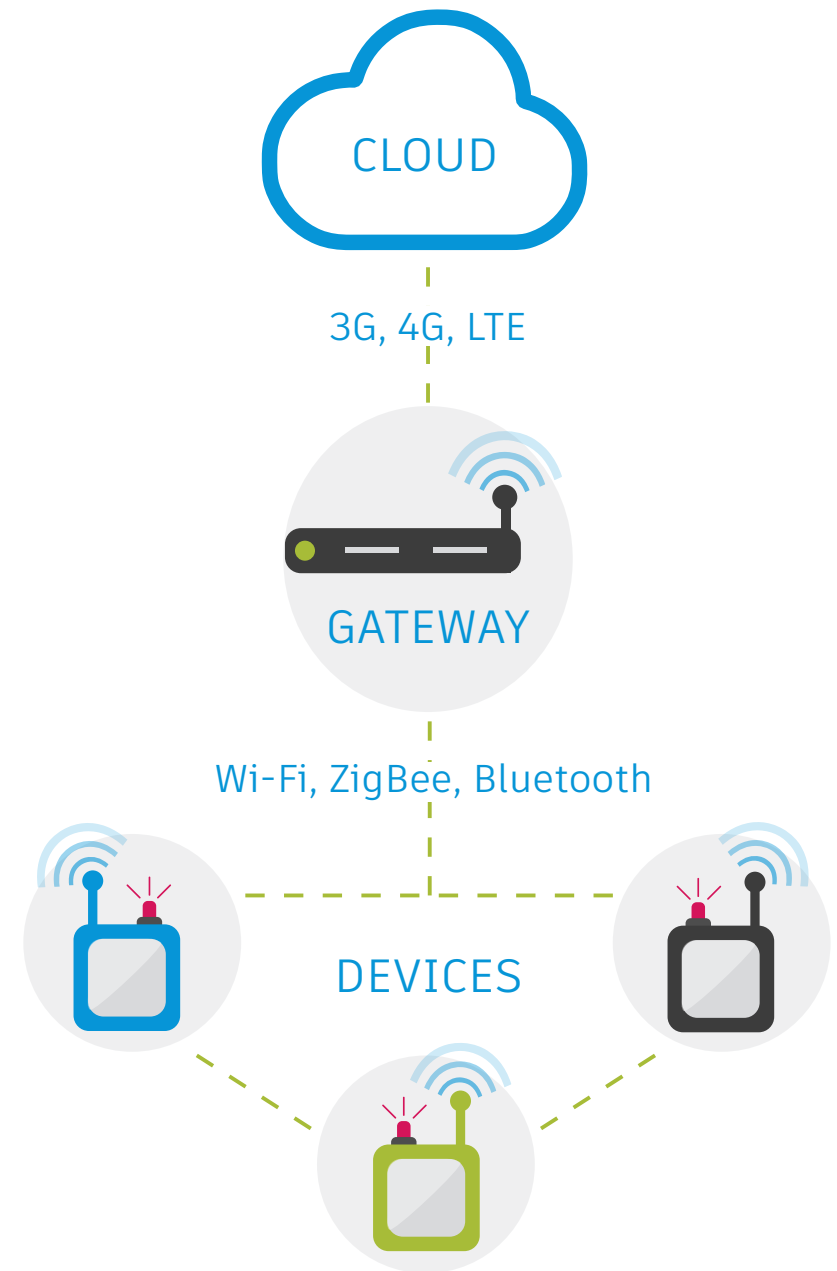 CLOUD
3G, 4G, LTE
GATEWAY
Wi-Fi, ZigBee, Bluetooth
DEVICES